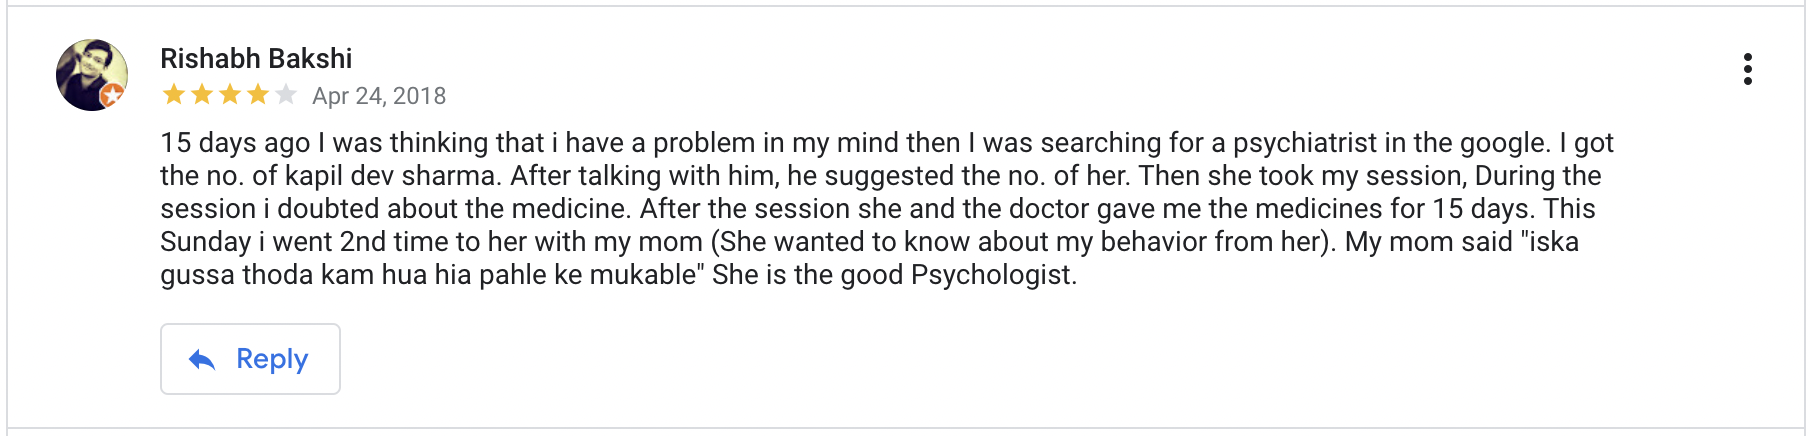 Rishabh Bakshi
Apr 24, 2018
15 days ago I was thinking that i have a problem in my mind then I was searching for a psychiatrist in the google. I got
the no. of kapil dev sharma. After talking with him, he suggested the no. of her. Then she took my session, During the
session i doubted about the medicine. After the session she and the doctor gave me the medicines for 15 days. This
Sunday i went 2nd time to her with my mom (She wanted to know about my behavior from her). My mom said "iska
gussa thoda kam hua hia pahle ke mukable" She is the good Psychologist.
Reply